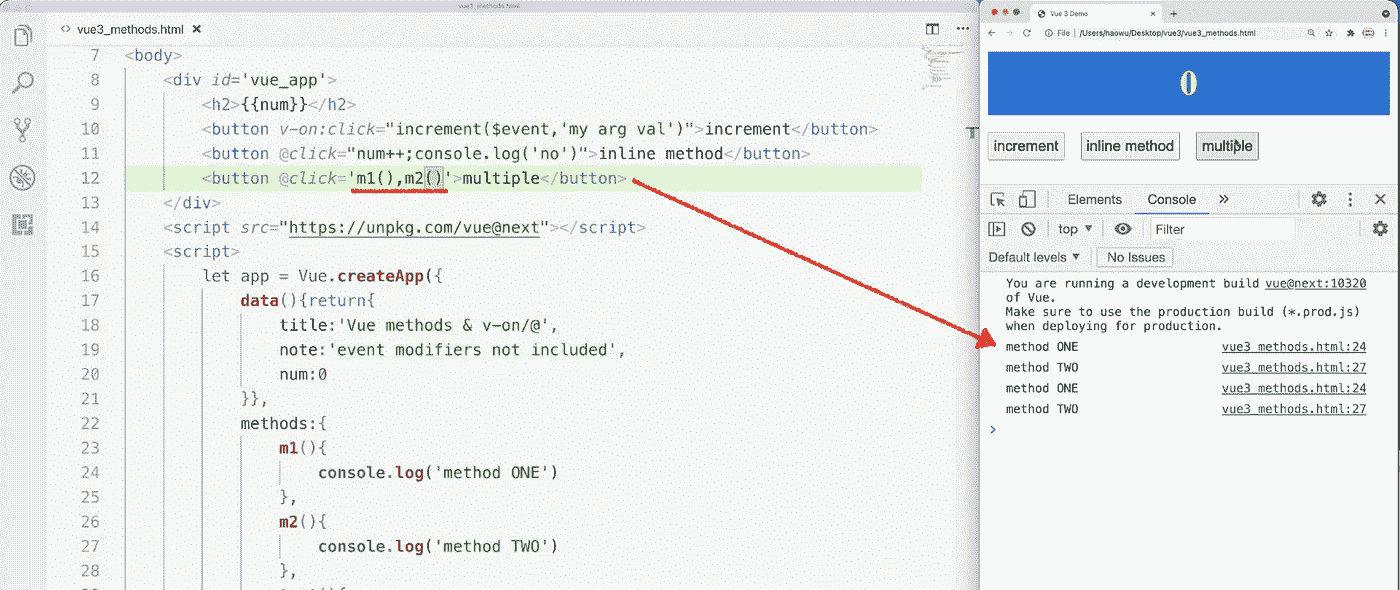 vue3_methods.html
<> vue3_methods.html ×
7 <body>
8 <div id='vue_app'>
9 <h2>{{num}}</h2>
10 <button v-on:click="increment($event,'my arg val')">increment</button>
11 <button @click="num++;console.log('no')">inline method</button>
12 <button @click='m1(),m2()'>multiple</button>
13 </div>
14 <script src="https://unpkg.com/vue@next"></script>
15 <script>
16 let app = Vue.createApp({
17 data(){return{
18 title:'Vue methods & v-on/@',
19 note:'event modifiers not included',
20 num:0
21 }},
22 methods:{
23 m1(){
24 console.log('method ONE')
25 },
26 m2(){
27 console.log('method TWO')
28 },
Vue 3 Demo
File | /Users/haowu/Desktop/vue3/vue3_methods.html
0
increment inline method multiple
Elements Console »
top ▼ Filter
Default levels ▼ No Issues
You are running a development build vue@next:10320
of Vue.
Make sure to use the production build (*.prod.js)
when deploying for production.
method ONE vue3_methods.html:24
method TWO vue3_methods.html:27
method ONE vue3_methods.html:24
method TWO vue3_methods.html:27
>